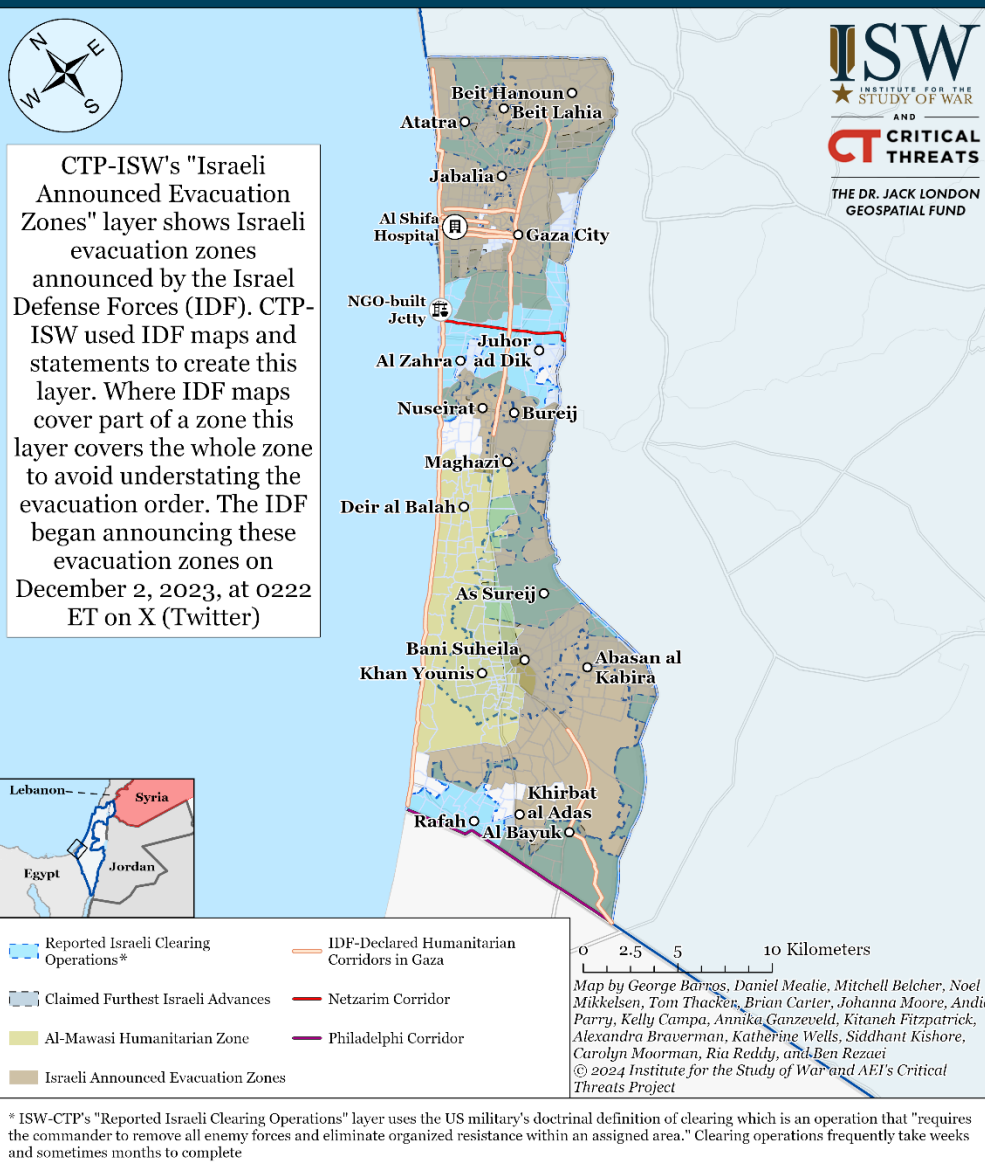 N
E
W
S
ISW
INSTITUTE FOR THE
STUDY OF WAR
AND
CT CRITICAL
THREATS
THE DR. JACK LONDON
GEOSPATIAL FUND
CTP-ISW's "Israeli
Announced Evacuation
Zones" layer shows Israeli
evacuation zones
announced by the Israel
Defense Forces (IDF). CTP-
ISW used IDF maps and
statements to create this
layer. Where IDF maps
cover part of a zone this
layer covers the whole zone
to avoid understating the
evacuation order. The IDF
began announcing these
evacuation zones on
December 2, 2023, at 0222
ET on X (Twitter)
Beit Hanoun
Beit Lahia
Atatra
Jabalia
Al Shifa
Hospital
Gaza City
NGO-built
Jetty
Juhor
ad Dik
Al Zahra
Nuseirat
Bureij
Maghazi
Deir al Balah
As Sureij
Bani Suheila
Abasan al
Kabira
Khan Younis
Khirbat
al Adas
Rafah
Al Bayuk
Lebanon
Syria
Egypt
Jordan
Reported Israeli Clearing
Operations*
Claimed Furthest Israeli Advances
Al-Mawasi Humanitarian Zone
Israeli Announced Evacuation Zones
IDF-Declared Humanitarian
Corridors in Gaza
Netzarim Corridor
Philadelphi Corridor
0 2.5 5 10 Kilometers
Map by George Barros, Daniel Mealie, Mitchell Belcher, Noel
Mikkelsen, Tom Thacker, Brian Carter, Johanna Moore, Andie
Parry, Kelly Campa, Annika Ganzeveld, Kitaneh Fitzpatrick,
Alexandra Braverman, Katherine Wells, Siddhant Kishore,
Carolyn Moorman, Ria Reddy, and Ben Rezaei
© 2024 Institute for the Study of War and AEI's Critical
Threats Project
* ISW-CTP's "Reported Israeli Clearing Operations" layer uses the US military's doctrinal definition of clearing which is an operation that "requires
the commander to remove all enemy forces and eliminate organized resistance within an assigned area." Clearing operations frequently take weeks
and sometimes months to complete